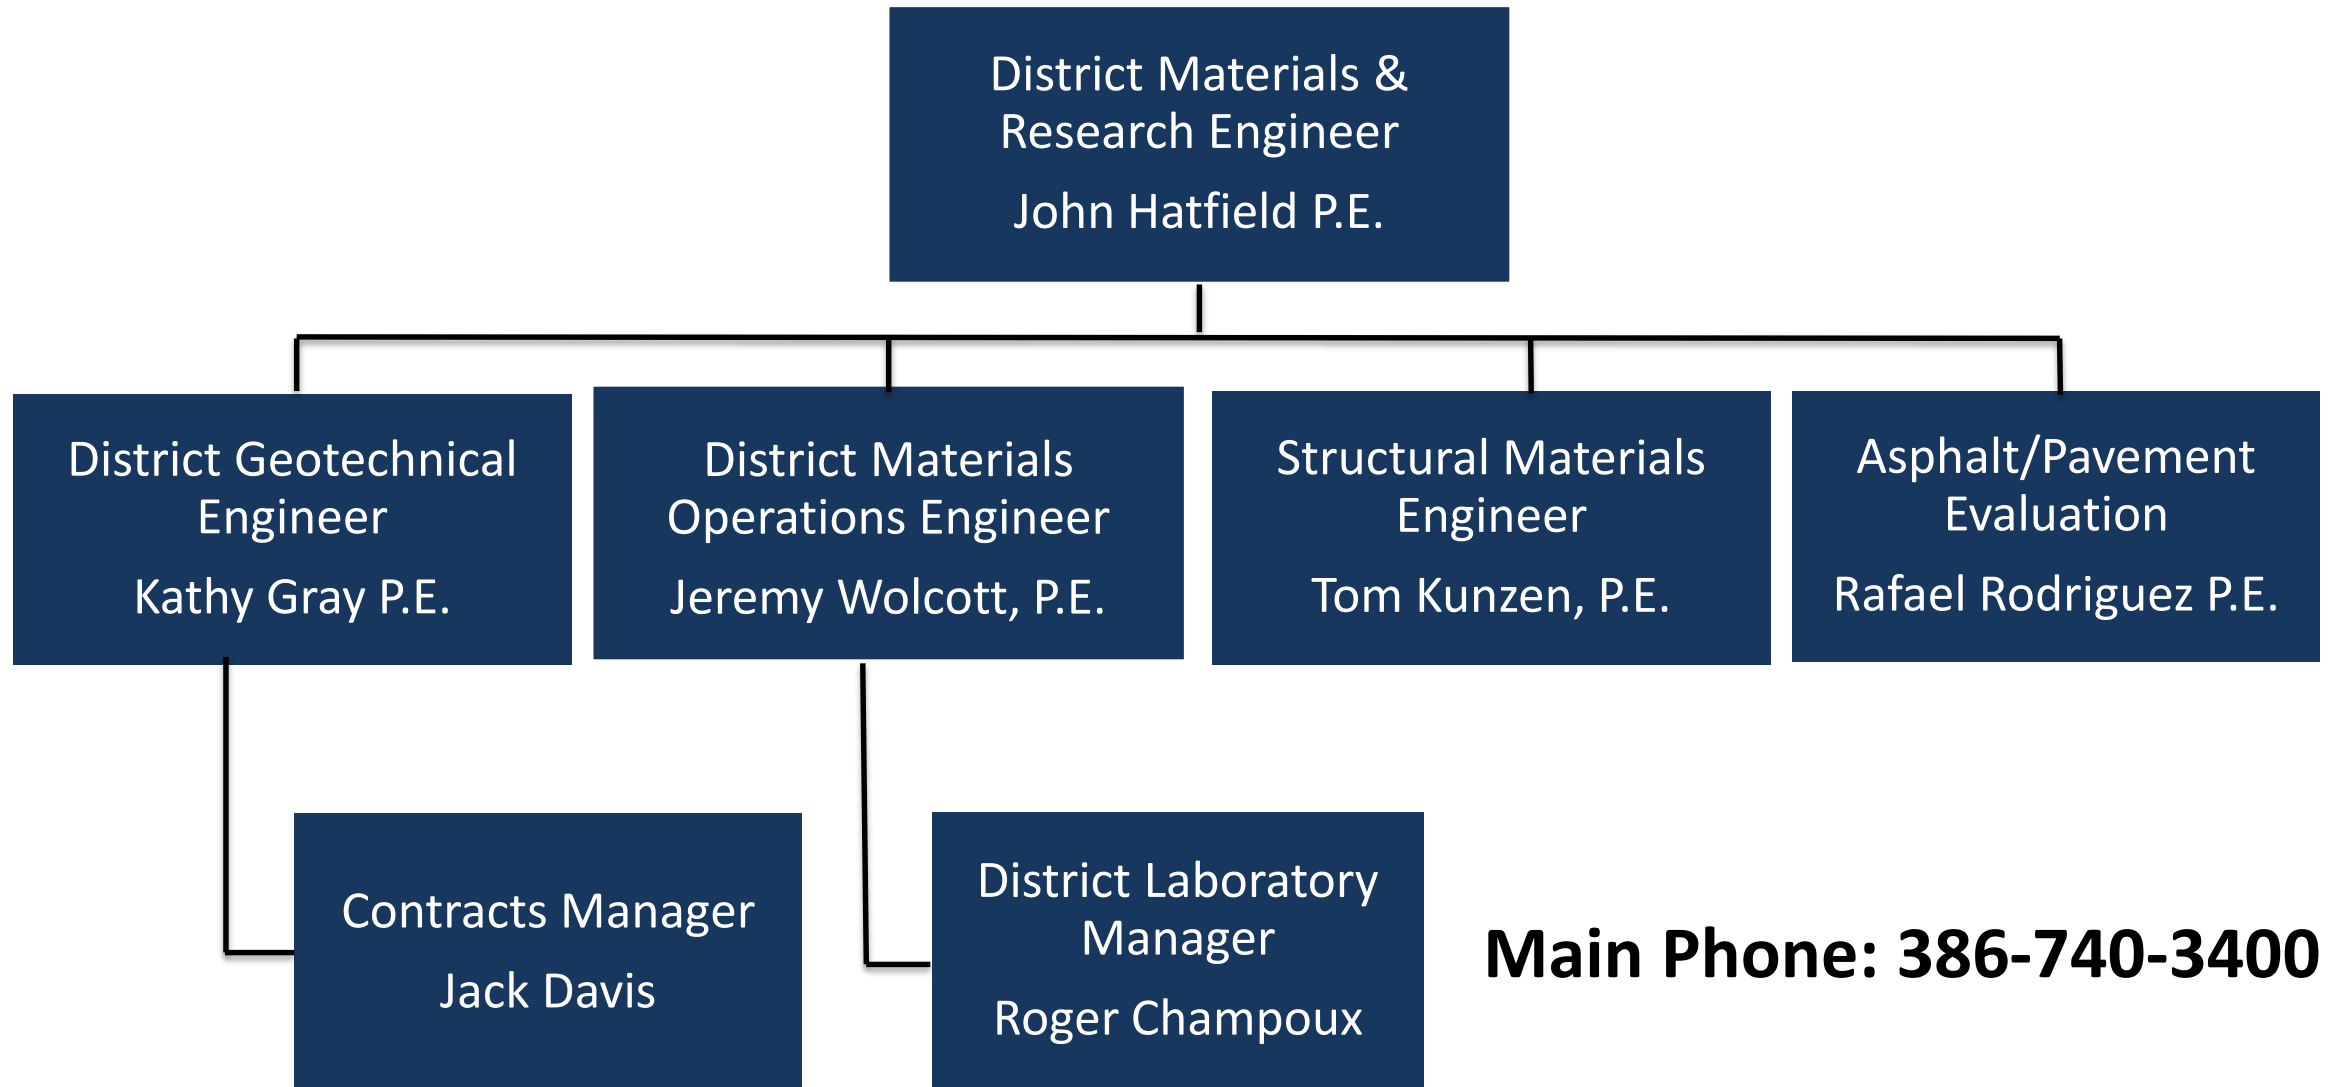 District Materials &
Research Engineer
John Hatfield P.E.
District Geotechnical
Engineer
Kathy Gray P.E.
District Materials
Operations Engineer
Jeremy Wolcott, P.E.
Structural Materials
Engineer
Tom Kunzen, P.E.
Asphalt/Pavement
Evaluation
Rafael Rodriguez P.E.
Contracts Manager
Jack Davis
District Laboratory
Manager
Roger Champoux
Main Phone: 386-740-3400